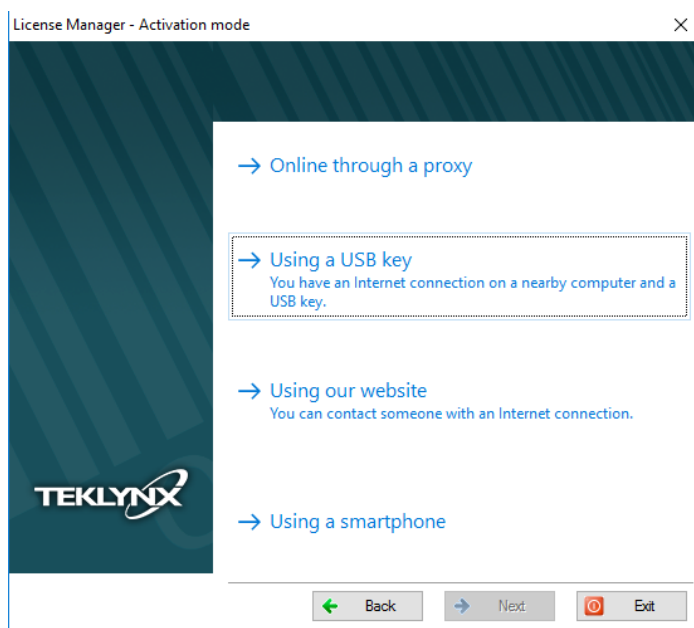 License Manager - Activation mode
Online through a proxy
Using a USB key
You have an Internet connection on a nearby computer and a
USB key.
Using our website
You can contact someone with an Internet connection.
TEKLYNX
Using a smartphone
Back
Next
Exit